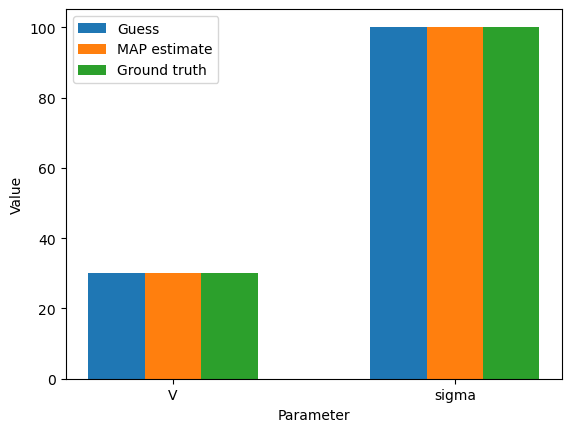 Guess
MAP estimate
Ground truth
100
80
60
40
20
0
Value
V
sigma
Parameter